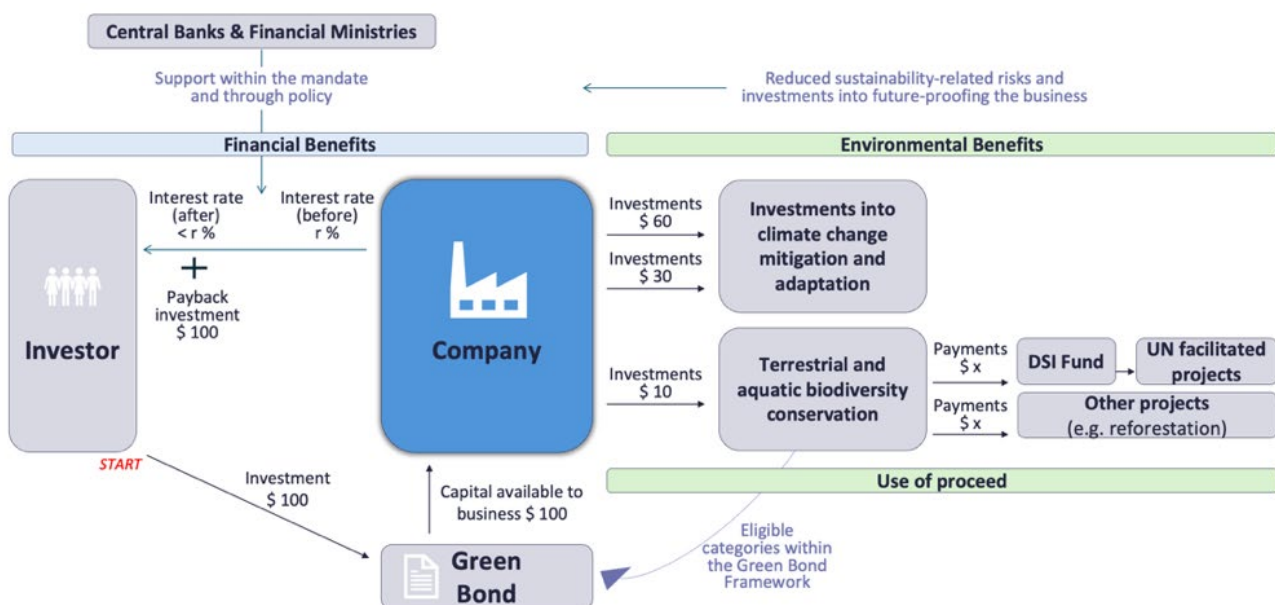 Central Banks & Financial Ministries
Support within the mandate
and through policy
Reduced sustainability-related risks and
investments into future-proofing the business
Financial Benefits
Environmental Benefits
Investor
START
Interest rate
(after)
< r %
Interest rate
(before)
r %
+
Payback
investment
$ 100
Company
Investments
$ 60
Investments
$ 30
Investments into
climate change
mitigation and
adaptation
Investments
$ 10
Terrestrial and
aquatic biodiversity
conservation
Payments
$ x
DSI Fund
UN facilitated
projects
Payments
$ x
Other projects
(e.g. reforestation)
Use of proceed
Investment
$ 100
Capital available to
business $ 100
Green
Bond
Eligible
categories within
the Green Bond
Framework